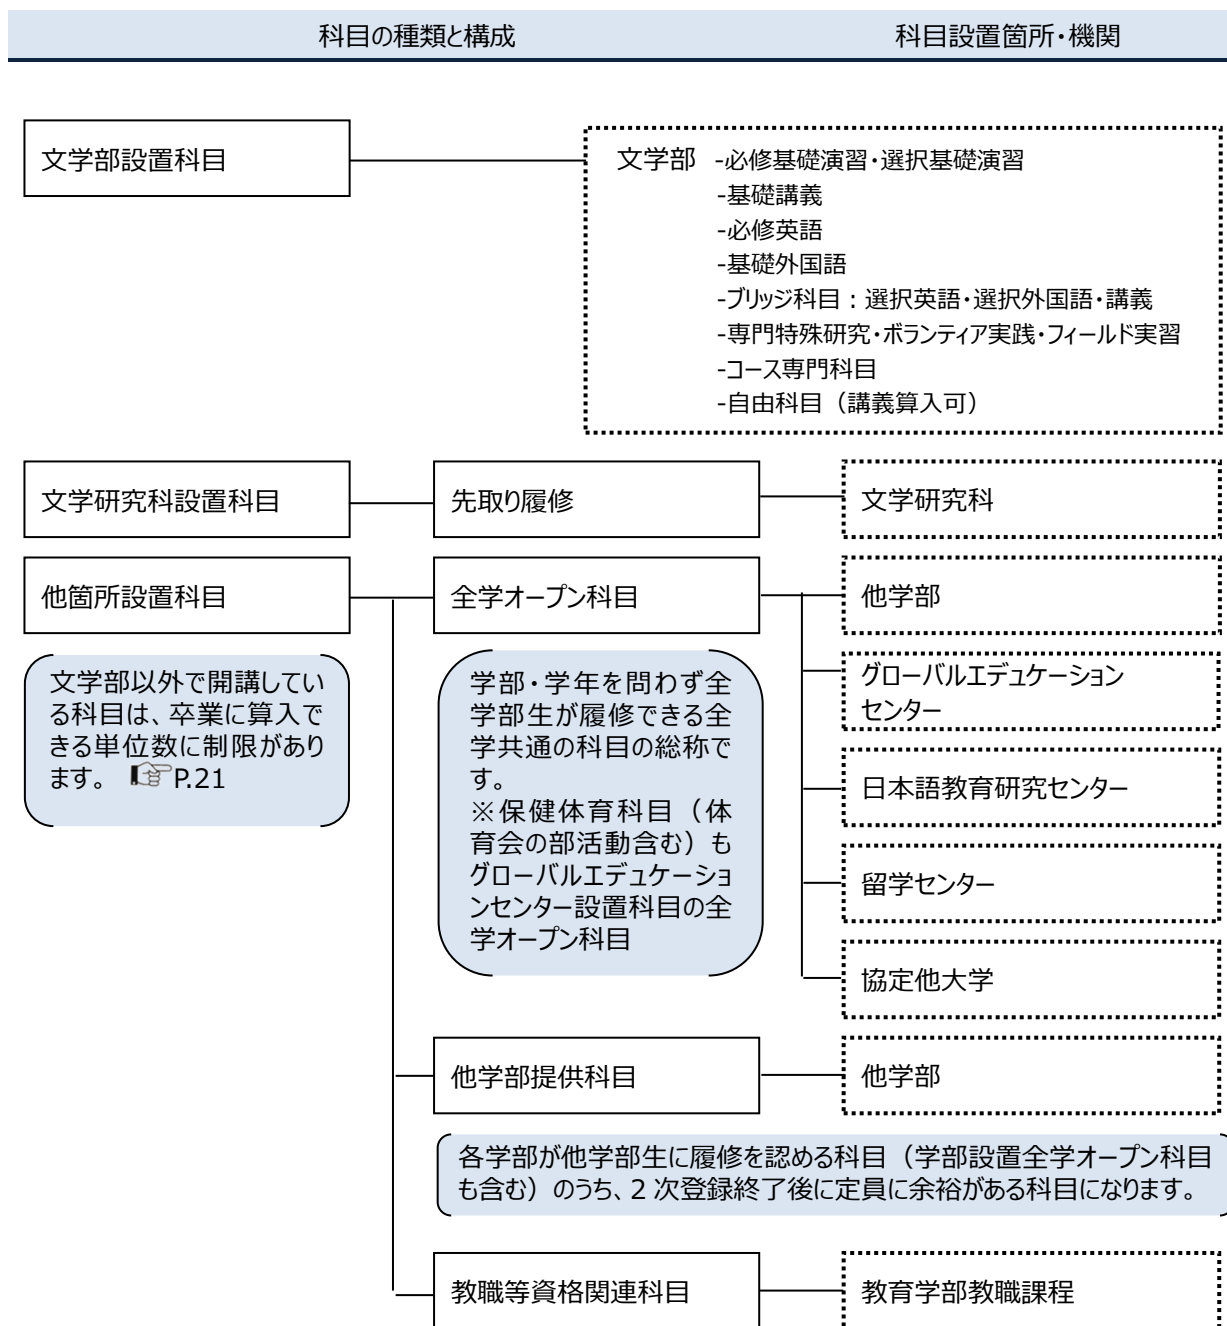 科目の種類と構成
科目設置箇所・機関
文学部設置科目
文学部 -必修基礎演習・選択基礎演習
-基礎講義
-必修英語
-基礎外国語
-ブリッジ科目：選択英語・選択外国語・講義
-専門特殊研究・ボランティア実践・フィールド実習
-コース専門科目
-自由科目（講義算入可）
文学研究科設置科目
先取り履修
文学研究科
他箇所設置科目
全学オープン科目
他学部
文学部以外で開講してい
る科目は、卒業に算入で
きる単位数に制限があり
ます。 ☞P.21
学部・学年を問わず全
学部生が履修できる全
学共通の科目の総称で
す。
※保健体育科目（体
育会の部活動含む）も
グローバルエデュケーショ
ンセンター設置科目の全
学オープン科目
グローバルエデュケーション
センター
日本語教育研究センター
留学センター
協定他大学
他学部提供科目
他学部
各学部が他学部生に履修を認める科目（学部設置全学オープン科目
も含む）のうち、2 次登録終了後に定員に余裕がある科目になります。
教職等資格関連科目
教育学部教職課程